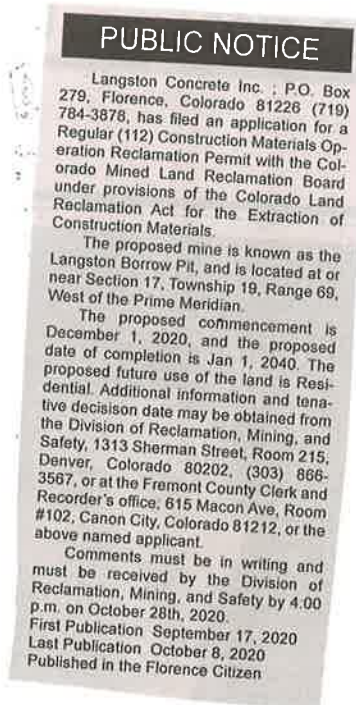 PUBLIC NOTICE
Langston Concrete Inc. ; P.O. Box
279, Florence, Colorado 81226 (719)
784-3878, has filed an application for a
Regular (112) Construction Materials Op-
eration Reclamation Permit with the Col-
orado Mined Land Reclamation Board
under provisions of the Colorado Land
Reclamation Act for the Extraction of
Construction Materials.
The proposed mine is known as the
Langston Borrow Pit, and is located at or
near Section 17, Township 19, Range 69,
West of the Prime Meridian.
The proposed commencement is
December 1, 2020, and the proposed
date of completion is Jan 1, 2040. The
proposed future use of the land is Resi-
dential. Additional information and tena-
tive decisison date may be obtained from
the Division of Reclamation, Mining, and
Safety, 1313 Sherman Street, Room 215,
Denver, Colorado 80202, (303) 866-
3567, or at the Fremont County Clerk and
Recorder's office, 615 Macon Ave, Room
#102, Canon City, Colorado 81212, or the
above named applicant.
Comments must be in writing and
must be received by the Division of
Reclamation, Mining, and Safety by 4:00
p.m. on October 28th, 2020.
First Publication September 17, 2020
Last Publication October 8, 2020
Published in the Florence Citizen